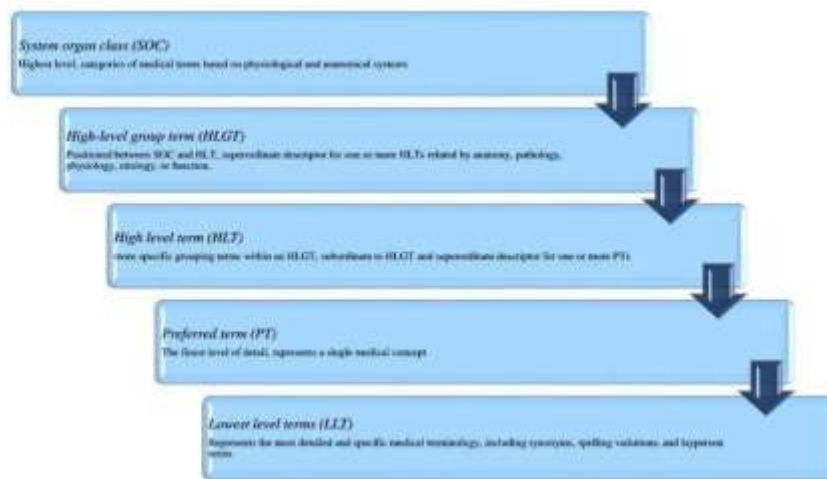 System organ class (SOC)
Highest level, categories of medical terms based on physiological and anatomical systems
High-level group term (HLGT)
Positioned between SOC and HLT, superordinate descriptor for one or more HLTs related by anatomy, pathology,
physiology, etiology, or function.
High level term (HLT)
more specific grouping terms within an HLGT, subordinate to HLGT and superordinate descriptor for one or more PTs
Preferred term (PT)
The finest level of detail, represents a single medical concept
Lowest level terms (LLT)
Represents the most detailed and specific medical terminology, including synonyms, spelling variations, and layperson
terms